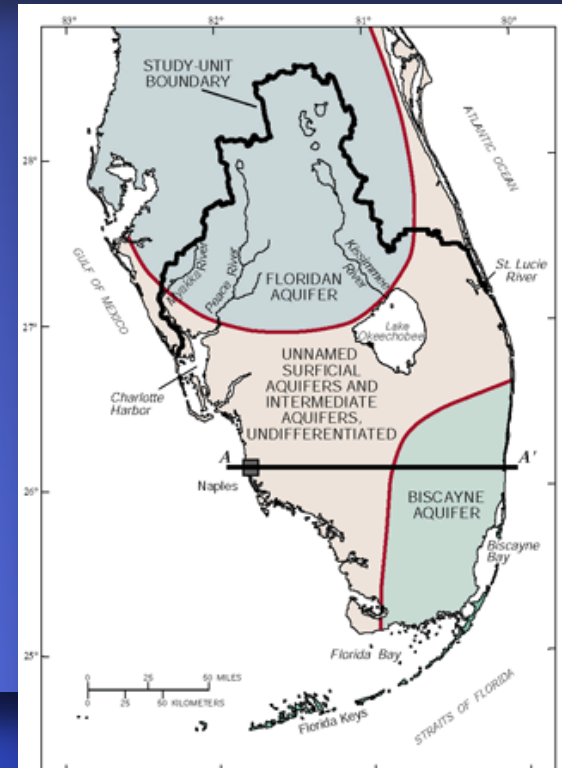 83°
82°
81°
80°
STUDY-UNIT
BOUNDARY
ATLANTIC OCEAN
28°
GULF OF MEXICO
Myakka River
Peace River
Kissimmee
River
St. Lucie
River
FLORIDAN
AQUIFER
27°
Lake
Okeechobee
UNNAMED
SURFICIAL
AQUIFERS AND
INTERMEDIATE
AQUIFERS,
UNDIFFERENTIATED
Charlotte
Harbor
A
A'
Naples
26°
BISCAYNE
AQUIFER
Biscayne
Bay
Florida Bay
25°
0 25 50 MILES
0 25 50 KILOMETERS
Florida Keys
STRAITS OF FLORIDA